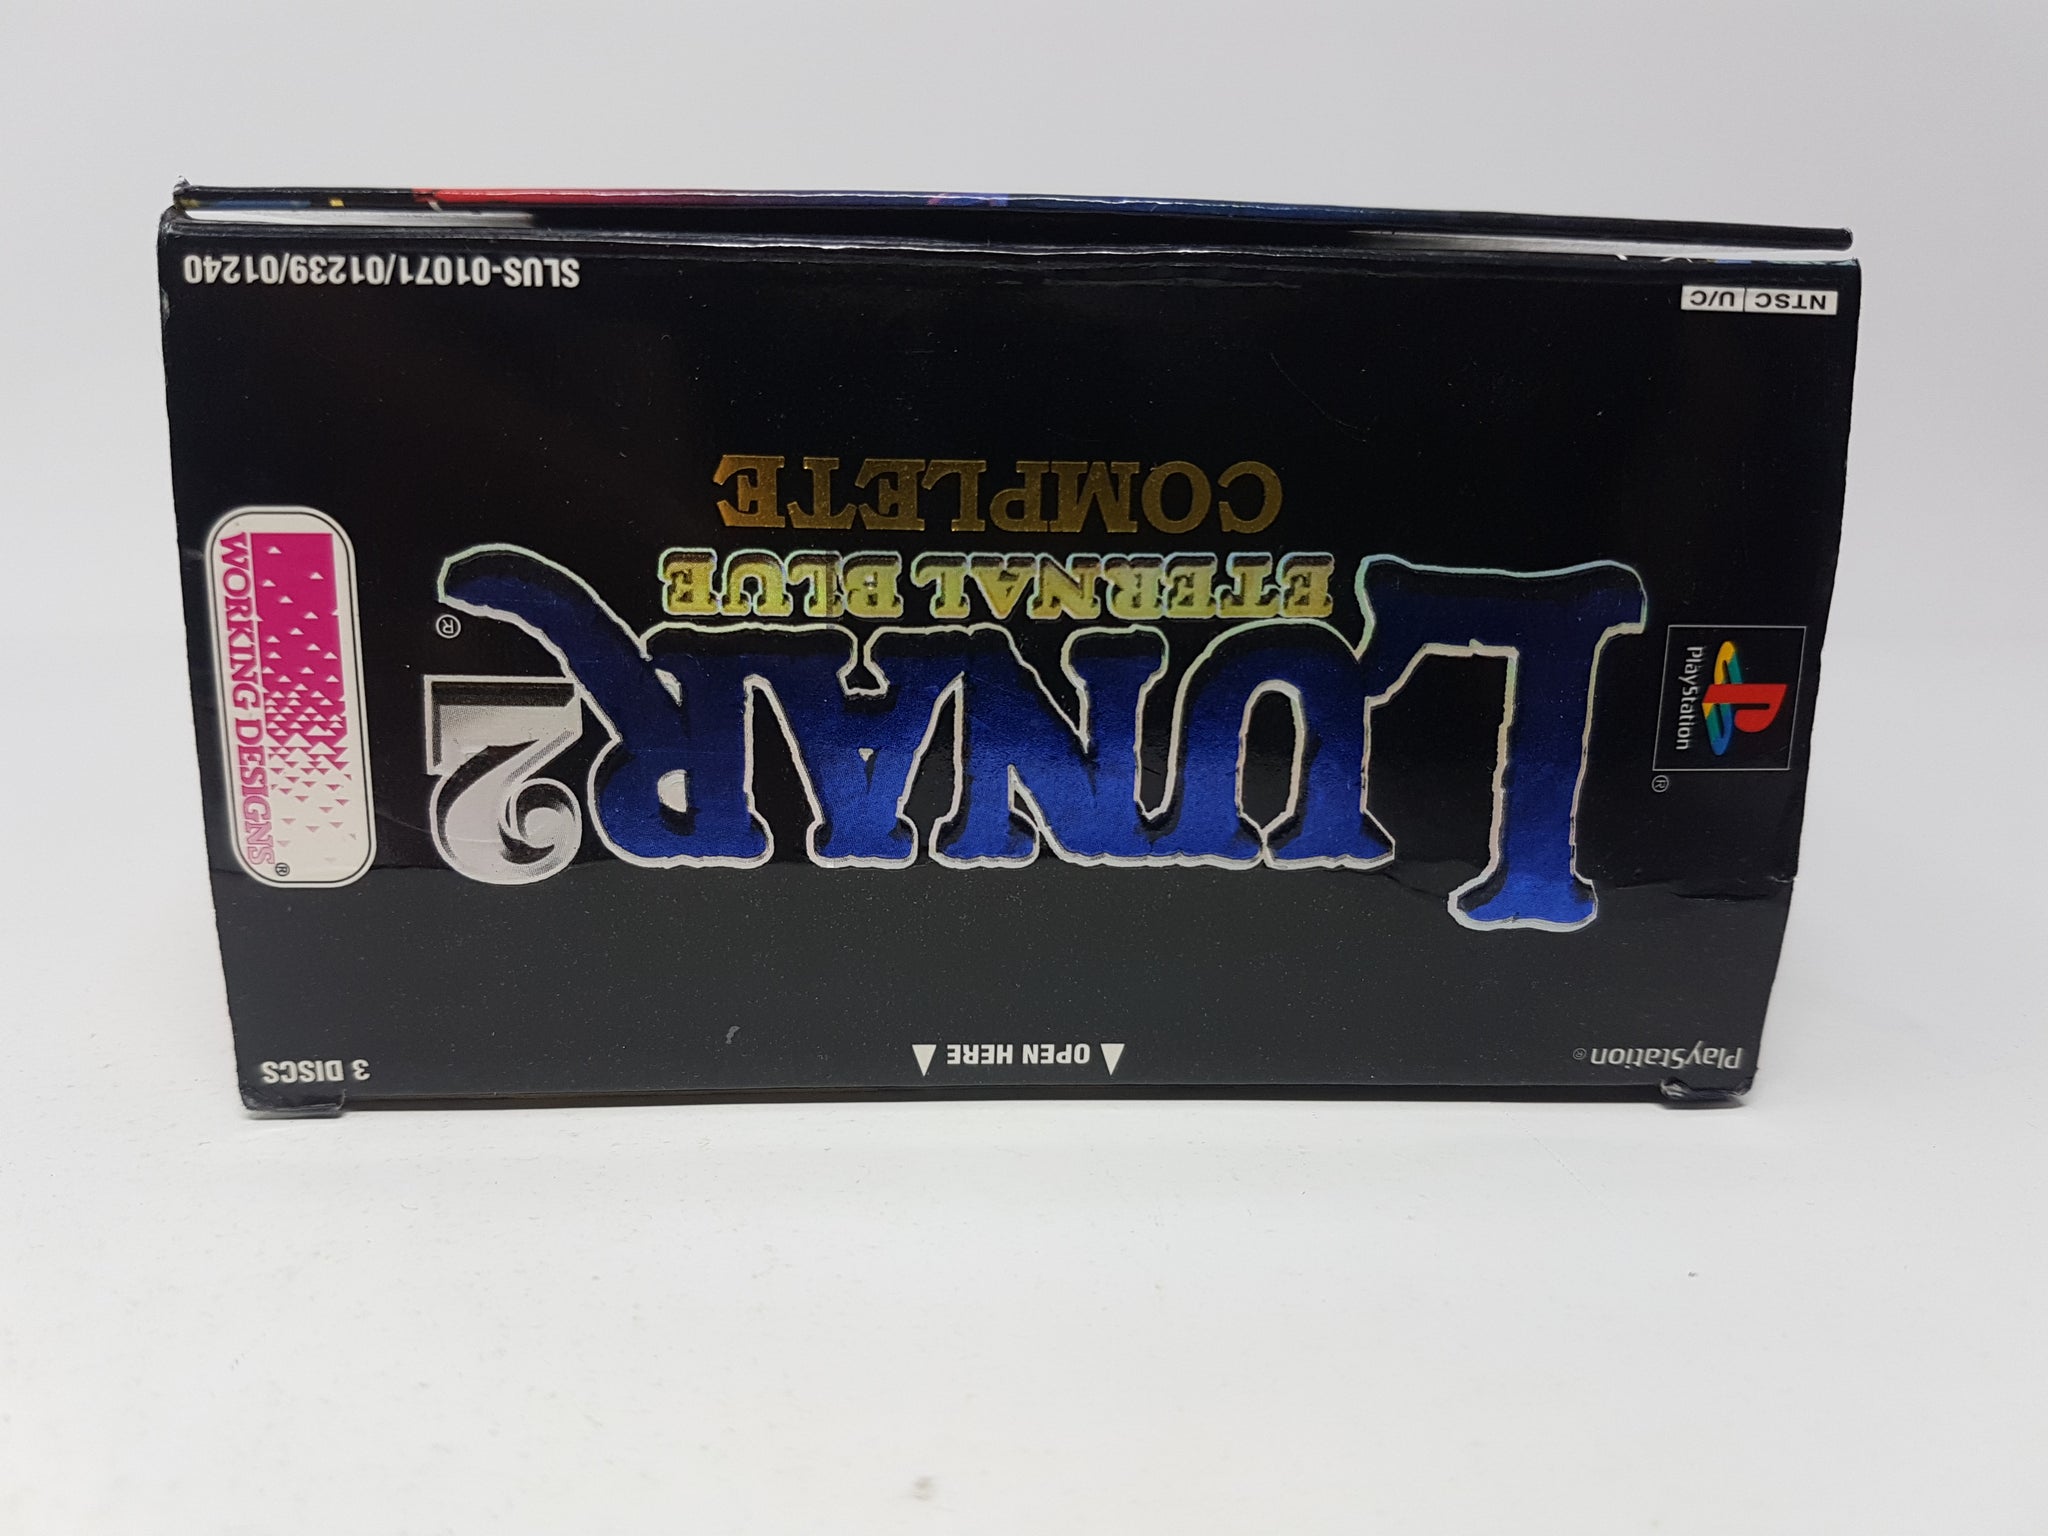 PlayStation®
▲ OPEN HERE ▲
3 DISCS
PlayStation
®
LUNAR 2®
ETERNAL BLUE
COMPLETE
WORKING DESIGNS®
NTSC U/C
SLUS-01071/01239/01240